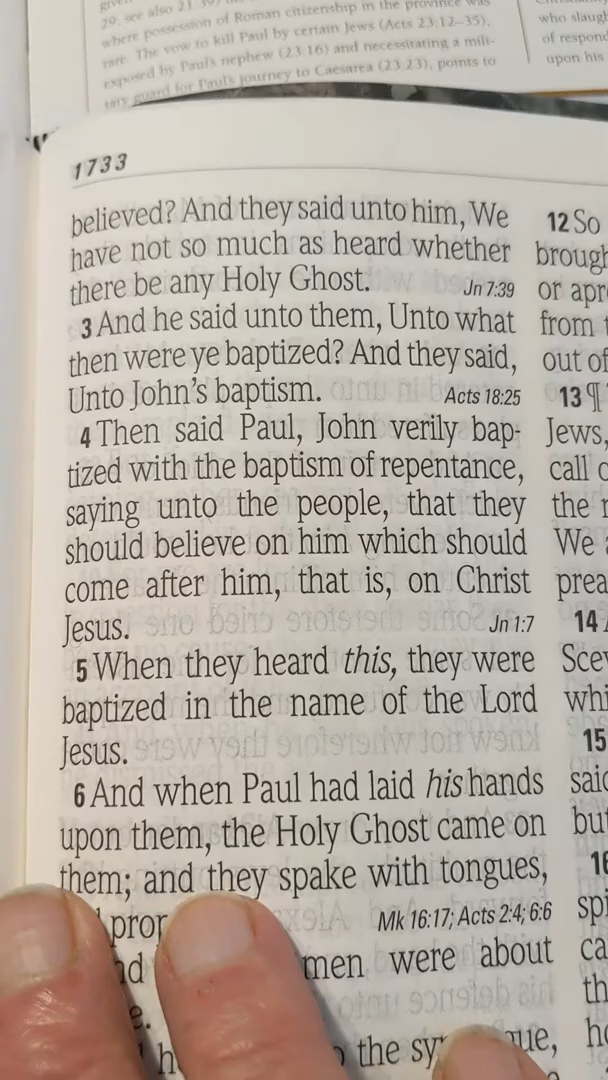 29; see also 21
where possession of Roman citizenship in the province was
rare. The vow to kill Paul by certain Jews (Acts 23:12–35),
exposed by Paul's nephew (23:16) and necessitating a mili-
tary guard for Paul's journey to Caesarea (23:23), points to
who slaug
of respond
upon his
1733
believed? And they said unto him, We
have not so much as heard whether
there be any Holy Ghost. Jn 7:39
3 And he said unto them, Unto what
then were ye baptized? And they said,
Unto John's baptism. Acts 18:25
4 Then said Paul, John verily bap-
tized with the baptism of repentance,
saying unto the people, that they
should believe on him which should
come after him, that is, on Christ
Jesus. Jn 1:7
5 When they heard this, they were
baptized in the name of the Lord
Jesus.
6 And when Paul had laid his hands
upon them, the Holy Ghost came on
them; and they spake with tongues,
prop Mk 16:17; Acts 2:4; 6:6
men were about
e.
the sy gue,
12 So
brough
or apr
from
out of
13 ¶
Jews,
call o
the
We
prea
14
Scev
whi
15
said
but
16
spi
ca
th